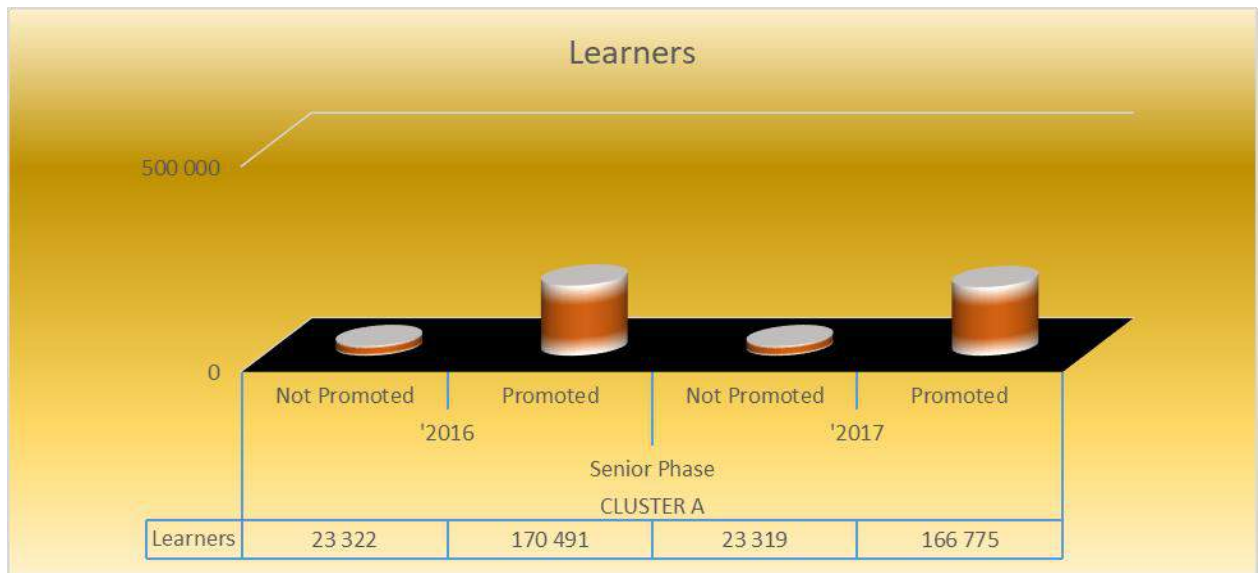 Learners
500 000
0
Not Promoted Promoted Not Promoted Promoted
'2016 '2017
Senior Phase
CLUSTER A
Learners 23 322 170 491 23 319 166 775